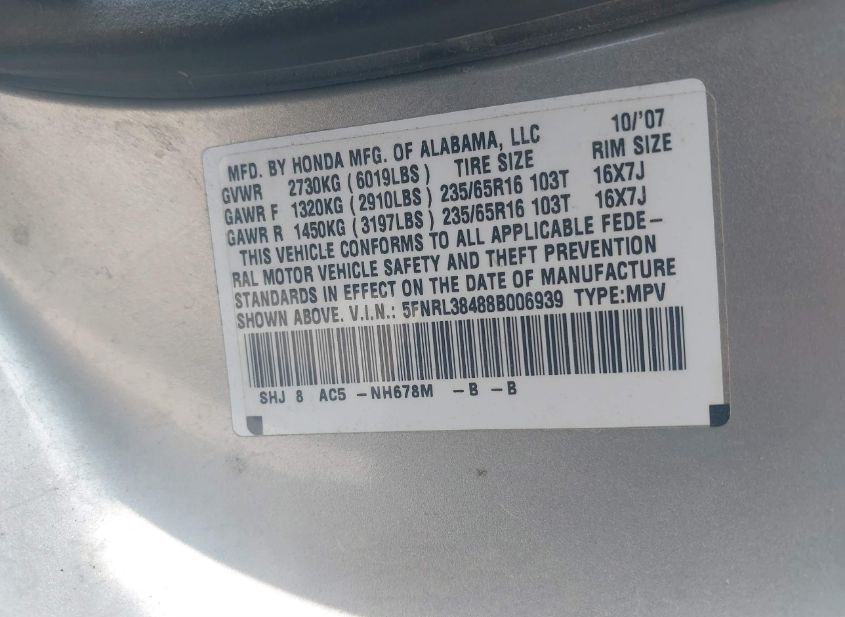 MFD. BY HONDA MFG. OF ALABAMA, LLC 10/'07
GVWR 2730KG (6019LBS) TIRE SIZE RIM SIZE
GAWR F 1320KG (2910LBS) 235/65R16 103T 16X7J
GAWR R 1450KG (3197LBS) 235/65R16 103T 16X7J
THIS VEHICLE CONFORMS TO ALL APPLICABLE FEDE-
RAL MOTOR VEHICLE SAFETY AND THEFT PREVENTION
STANDARDS IN EFFECT ON THE DATE OF MANUFACTURE
SHOWN ABOVE. V.I.N.: 5FNRL38488B006939 TYPE:MPV
SHJ 8 AC5 -NH678M -B -B